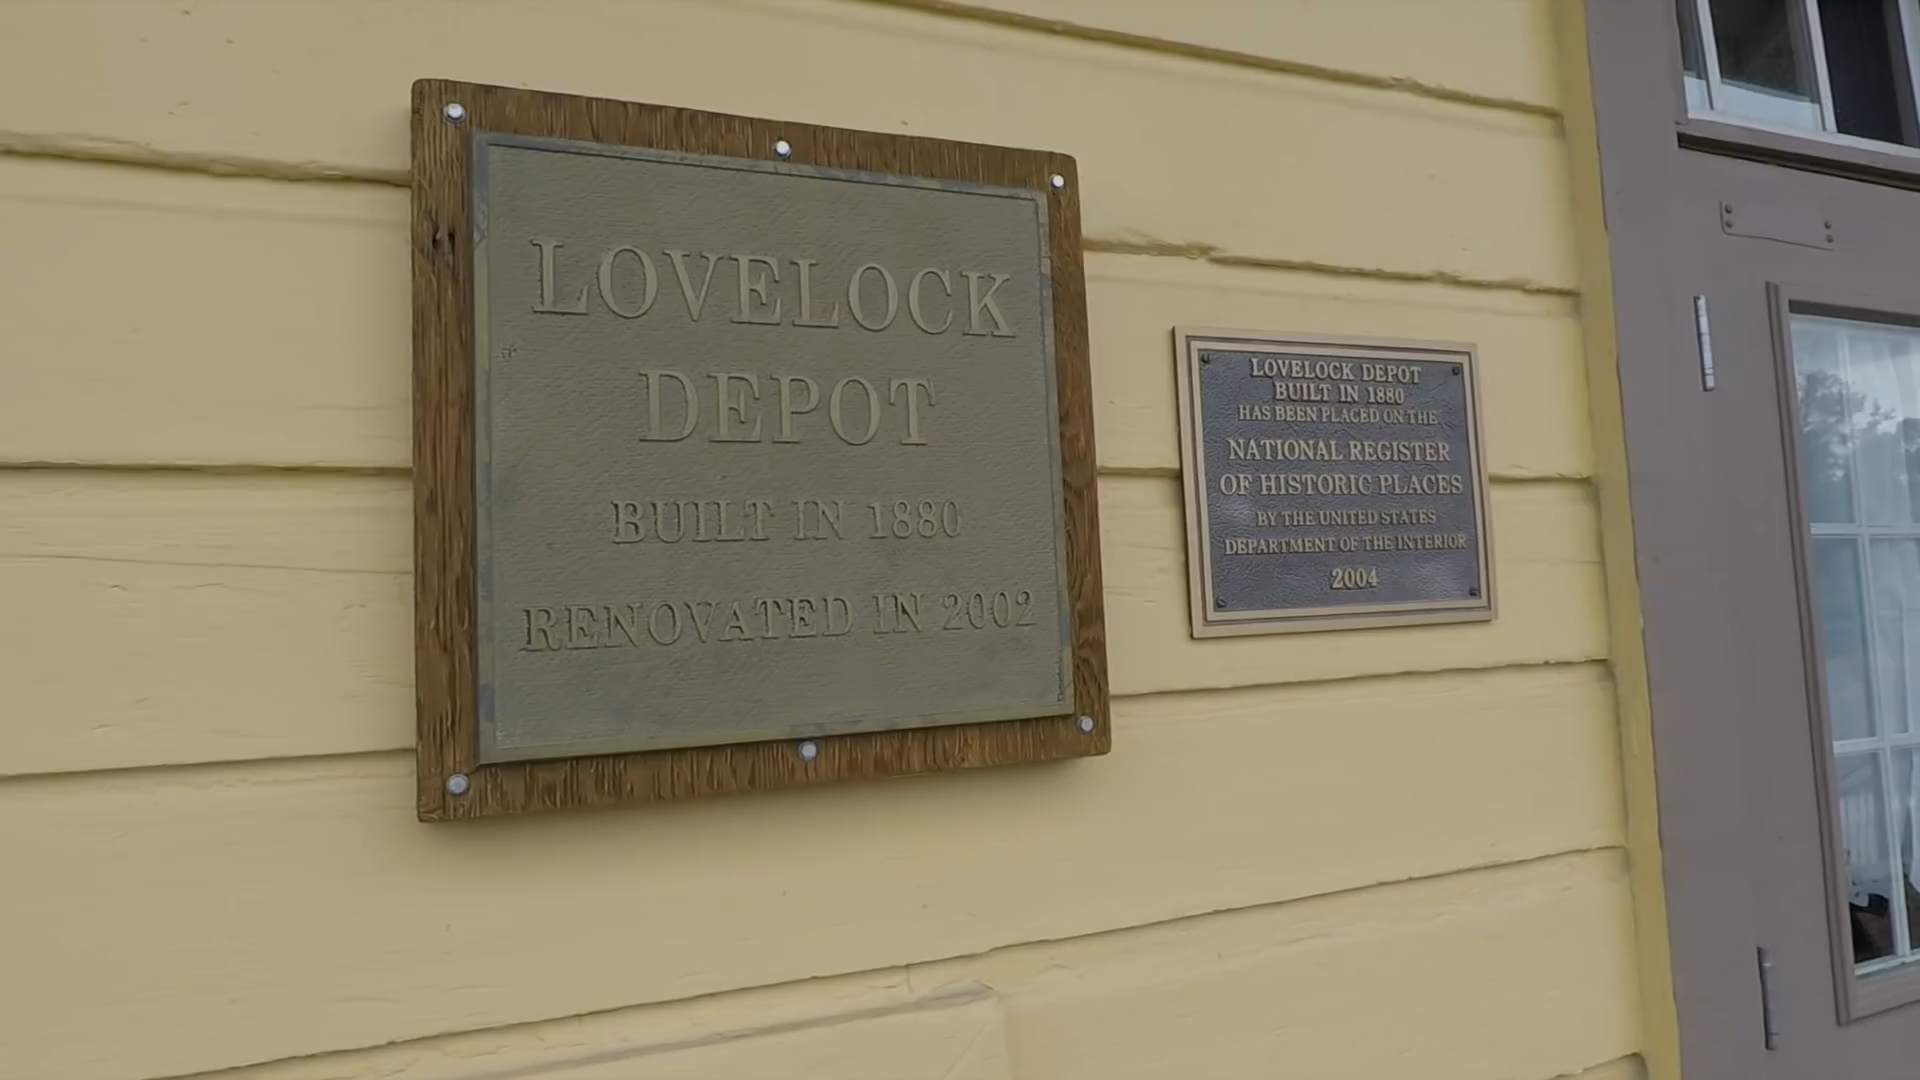 LOVELOCK
DEPOT
BUILT IN 1880
RENOVATED IN 2002
LOVELOCK DEPOT
BUILT IN 1880
HAS BEEN PLACED ON THE
NATIONAL REGISTER
OF HISTORIC PLACES
BY THE UNITED STATES
DEPARTMENT OF THE INTERIOR
2004